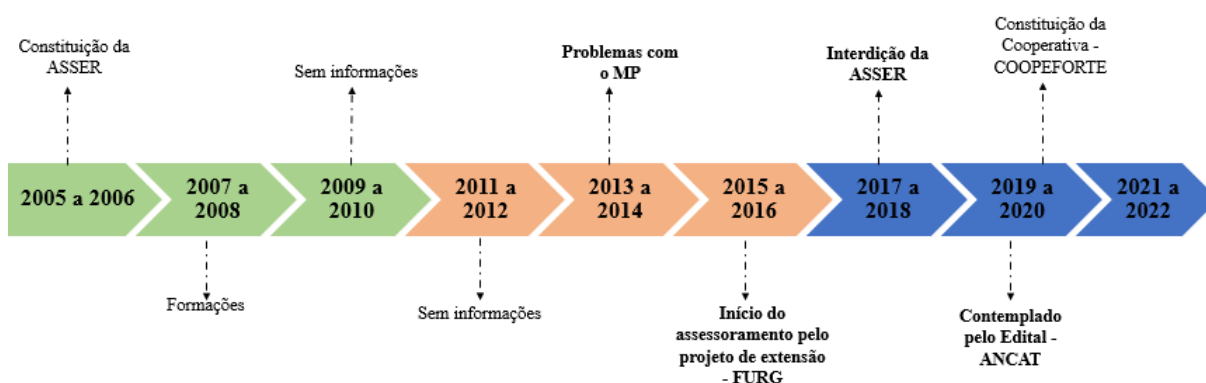 Constituição da
ASSER
Sem informações
Problemas com
o MP
Interdição da
ASSER
Constituição da
Cooperativa -
COOPEFORTE
2005 a 2006
2007 a
2008
2009 a
2010
2011 a
2012
2013 a
2014
2015 a
2016
2017 a
2018
2019 a
2020
2021 a
2022
Formações
Sem informações
Início do
assessoramento pelo
projeto de extensão
- FURG
Contemplado
pelo Edital -
ANCAT